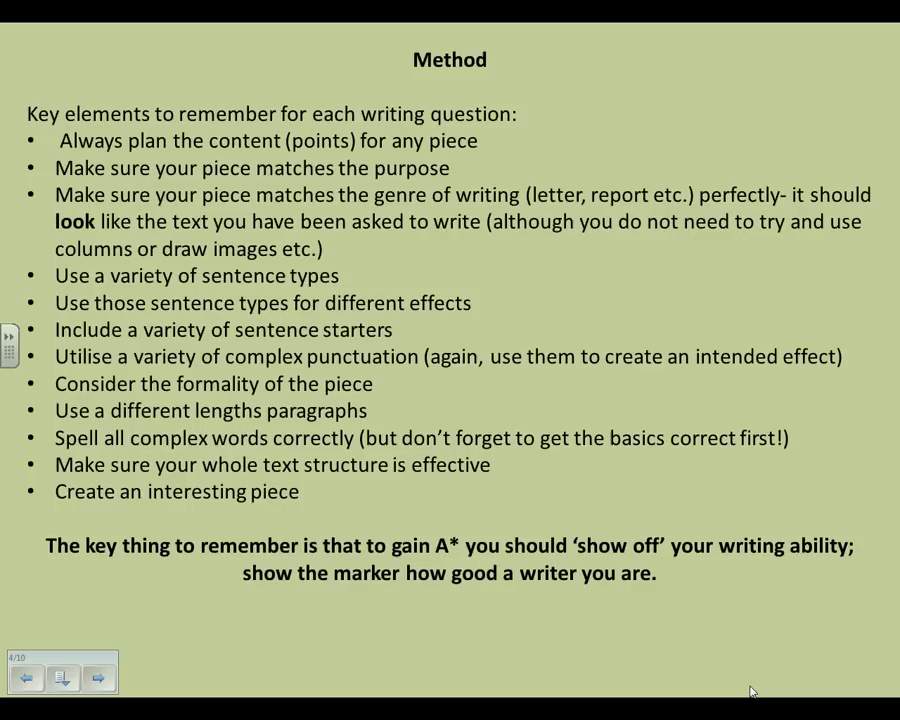 Method
Key elements to remember for each writing question:
• Always plan the content (points) for any piece
• Make sure your piece matches the purpose
• Make sure your piece matches the genre of writing (letter, report etc.) perfectly- it should
look like the text you have been asked to write (although you do not need to try and use
columns or draw images etc.)
• Use a variety of sentence types
• Use those sentence types for different effects
• Include a variety of sentence starters
• Utilise a variety of complex punctuation (again, use them to create an intended effect)
• Consider the formality of the piece
• Use a different lengths paragraphs
• Spell all complex words correctly (but don’t forget to get the basics correct first!)
• Make sure your whole text structure is effective
• Create an interesting piece
The key thing to remember is that to gain A* you should ‘show off’ your writing ability;
show the marker how good a writer you are.
4/10